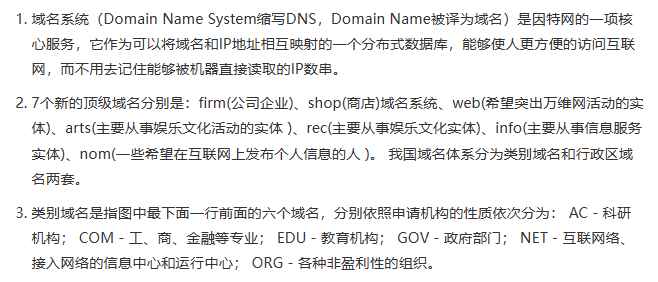 1. 域名系统（Domain Name System缩写DNS，Domain Name被译为域名）是因特网的一项核
心服务，它作为可以将域名和IP地址相互映射的一个分布式数据库，能够使人更方便的访问互联
网，而不用去记住能够被机器直接读取的IP数串。
2. 7个新的顶级域名分别是：firm(公司企业)、shop(商店)域名系统、web(希望突出万维网活动的实
体)、arts(主要从事娱乐文化活动的实体 )、rec(主要从事娱乐文化实体)、info(主要从事信息服务
实体)、nom(一些希望在互联网上发布个人信息的人 )。 我国域名体系分为类别域名和行政区域
名两套。
3. 类别域名是指图中最下面一行前面的六个域名，分别依照申请机构的性质依次分为： AC - 科研
机构； COM - 工、商、金融等专业； EDU - 教育机构； GOV - 政府部门； NET - 互联网络、
接入网络的信息中心和运行中心； ORG - 各种非盈利性的组织。